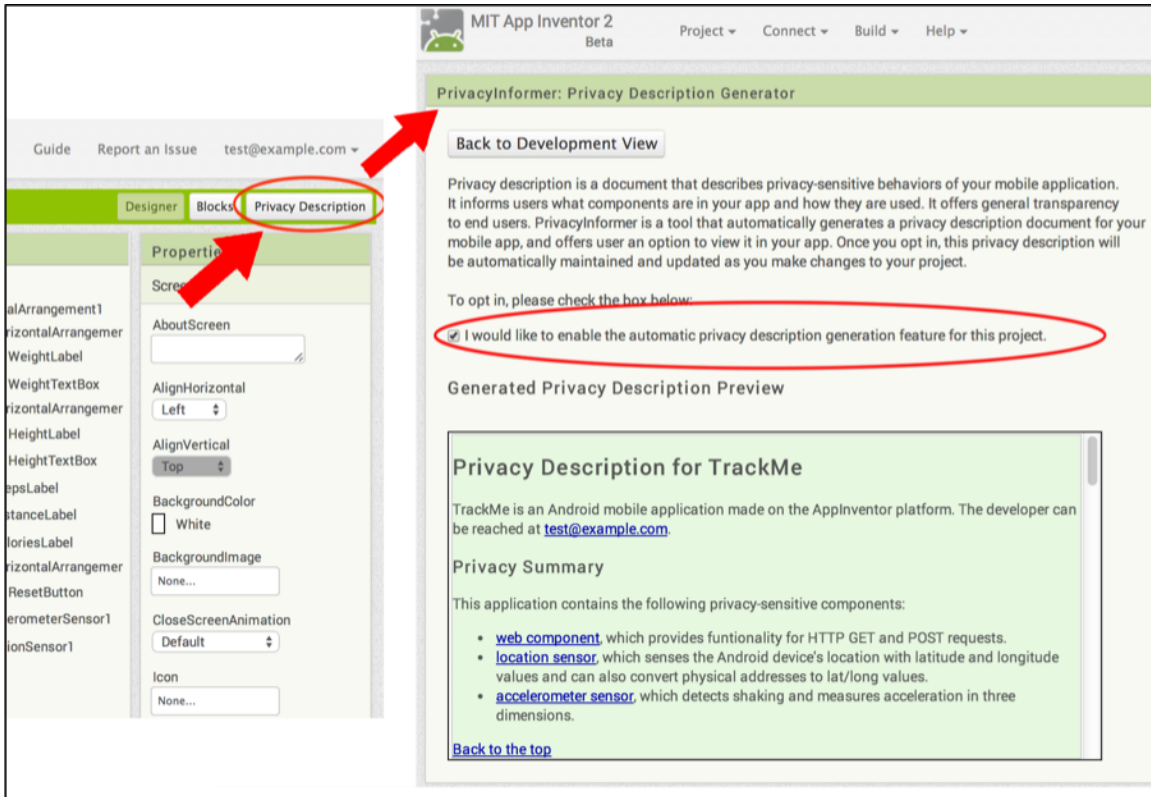 MIT App Inventor 2
Beta
Project
Connect
Build
Help
PrivacyInformer: Privacy Description Generator
Back to Development View
Privacy description is a document that describes privacy-sensitive behaviors of your mobile application.
It informs users what components are in your app and how they are used. It offers general transparency
to end users. PrivacyInformer is a tool that automatically generates a privacy description document for your
mobile app, and offers user an option to view it in your app. Once you opt in, this privacy description will
be automatically maintained and updated as you make changes to your project.
To opt in, please check the box below:
I would like to enable the automatic privacy description generation feature for this project.
Generated Privacy Description Preview
Privacy Description for TrackMe
TrackMe is an Android mobile application made on the AppInventor platform. The developer can
be reached at test@example.com.
Privacy Summary
This application contains the following privacy-sensitive components:
• web component, which provides funtionality for HTTP GET and POST requests.
• location sensor, which senses the Android device's location with latitude and longitude
values and can also convert physical addresses to lat/long values.
• accelerometer sensor, which detects shaking and measures acceleration in three
dimensions.
Back to the top
Guide
Report an Issue
test@example.com
Designer
Blocks
Privacy Description
alArrangement1
rizontalArrangemer
WeightLabel
WeightTextBox
rizontalArrangemer
HeightLabel
HeightTextBox
epsLabel
stanceLabel
loriesLabel
rizontalArrangemer
ResetButton
erometerSensor1
ionSensor1
Propertie
Scree
AboutScreen
AlignHorizontal
Left
AlignVertical
Top
BackgroundColor
White
BackgroundImage
None...
CloseScreenAnimation
Default
Icon
None...